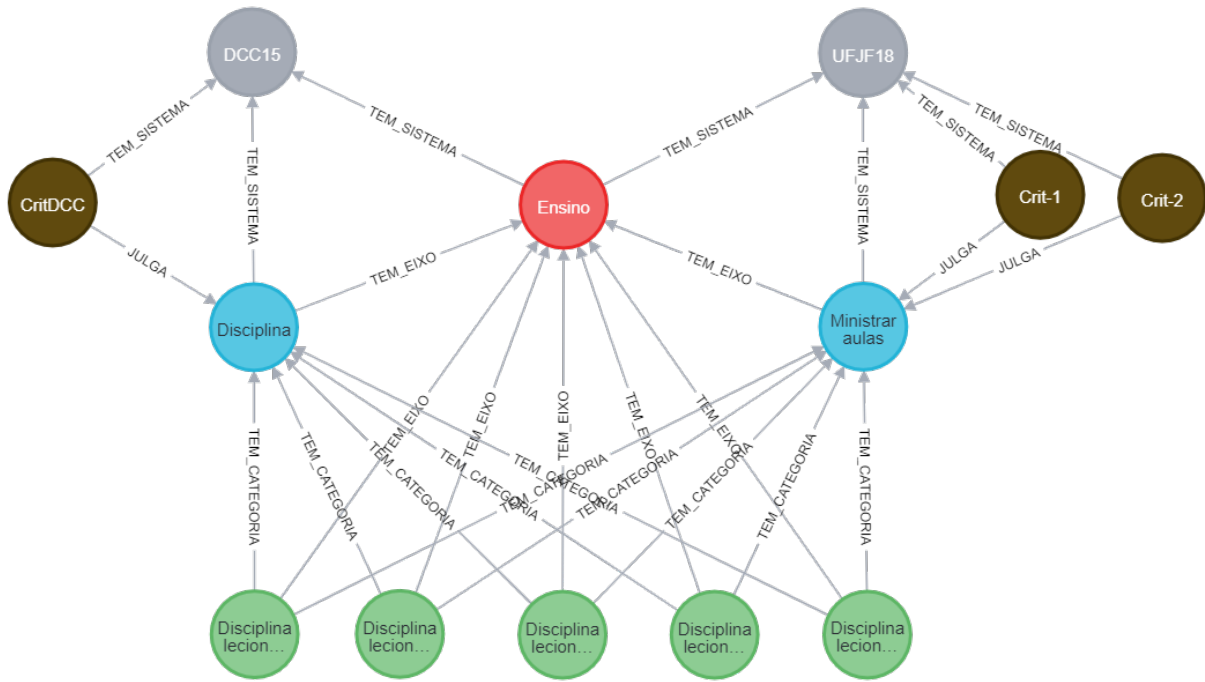 DCC15
UFJF18
TEM_SISTEMA
TEM_SISTEMA
TEM_SISTEMA
TEM_SISTEMA
TEM_SISTEMA
TEM_SISTEMA
TEM_SISTEMA
CritDCC
Ensino
Crit-1
Crit-2
JULGA
TEM_EIXO
TEM_EIXO
JULGA
JULGA
Disciplina
Ministrar
aulas
TEM_EIXO
TEM_EIXO
TEM_EIXO
TEM_EIXO
TEM_EIXO
TEM_CATEGORIA
TEM_CATEGORIA
TEM_CATEGORIA
TEM_CATEGORIA
TEM_CATEGORIA
TEM_CATEGORIA
TEM_CATEGORIA
TEM_CATEGORIA
TEM_CATEGORIA
TEM_CATEGORIA
Disciplina
lecion...
Disciplina
lecion...
Disciplina
lecion...
Disciplina
lecion...
Disciplina
lecion...